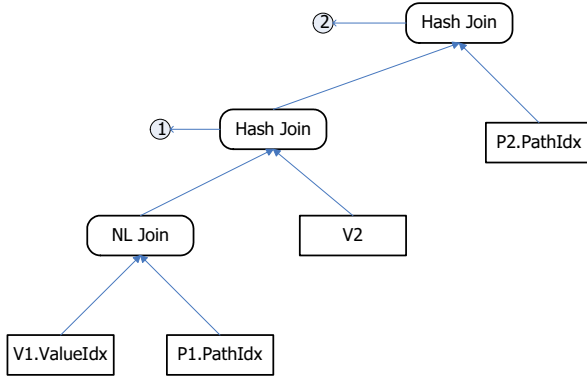 2
Hash Join
1
Hash Join
P2.PathIdx
NL Join
V2
V1.ValueIdx
P1.PathIdx